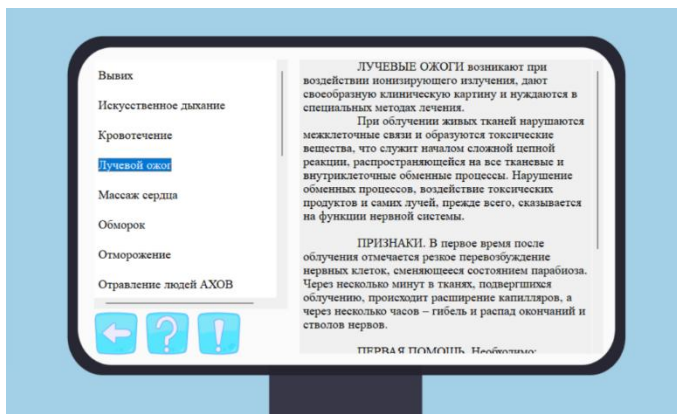 Вывих
Искусственное дыхание
Кровотечение
Лучевой ожог
Массаж сердца
Обморок
Отморожение
Отравление людей АХОВ
ЛУЧЕВЫЕ ОЖОГИ возникают при
воздействии ионизирующего излучения, дают
своеобразную клиническую картину и нуждаются в
специальных методах лечения.
При облучении живых тканей нарушаются
межклеточные связи и образуются токсические
вещества, что служит началом сложной цепной
реакции, распространяющейся на все тканевые и
внутриклеточные обменные процессы. Нарушение
обменных процессов, воздействие токсических
продуктов и самих лучей, прежде всего, сказывается
на функции нервной системы.
ПРИЗНАКИ. В первое время после
облучения отмечается резкое перевозбуждение
нервных клеток, сменяющееся состоянием парабиоза.
Через несколько минут в тканях, подвергшихся
облучению, происходит расширение капилляров, а
через несколько часов – гибель и распад окончаний и
стволов нервов.
ПЕРВАЯ ПОМОЩЬ. Необходимо: